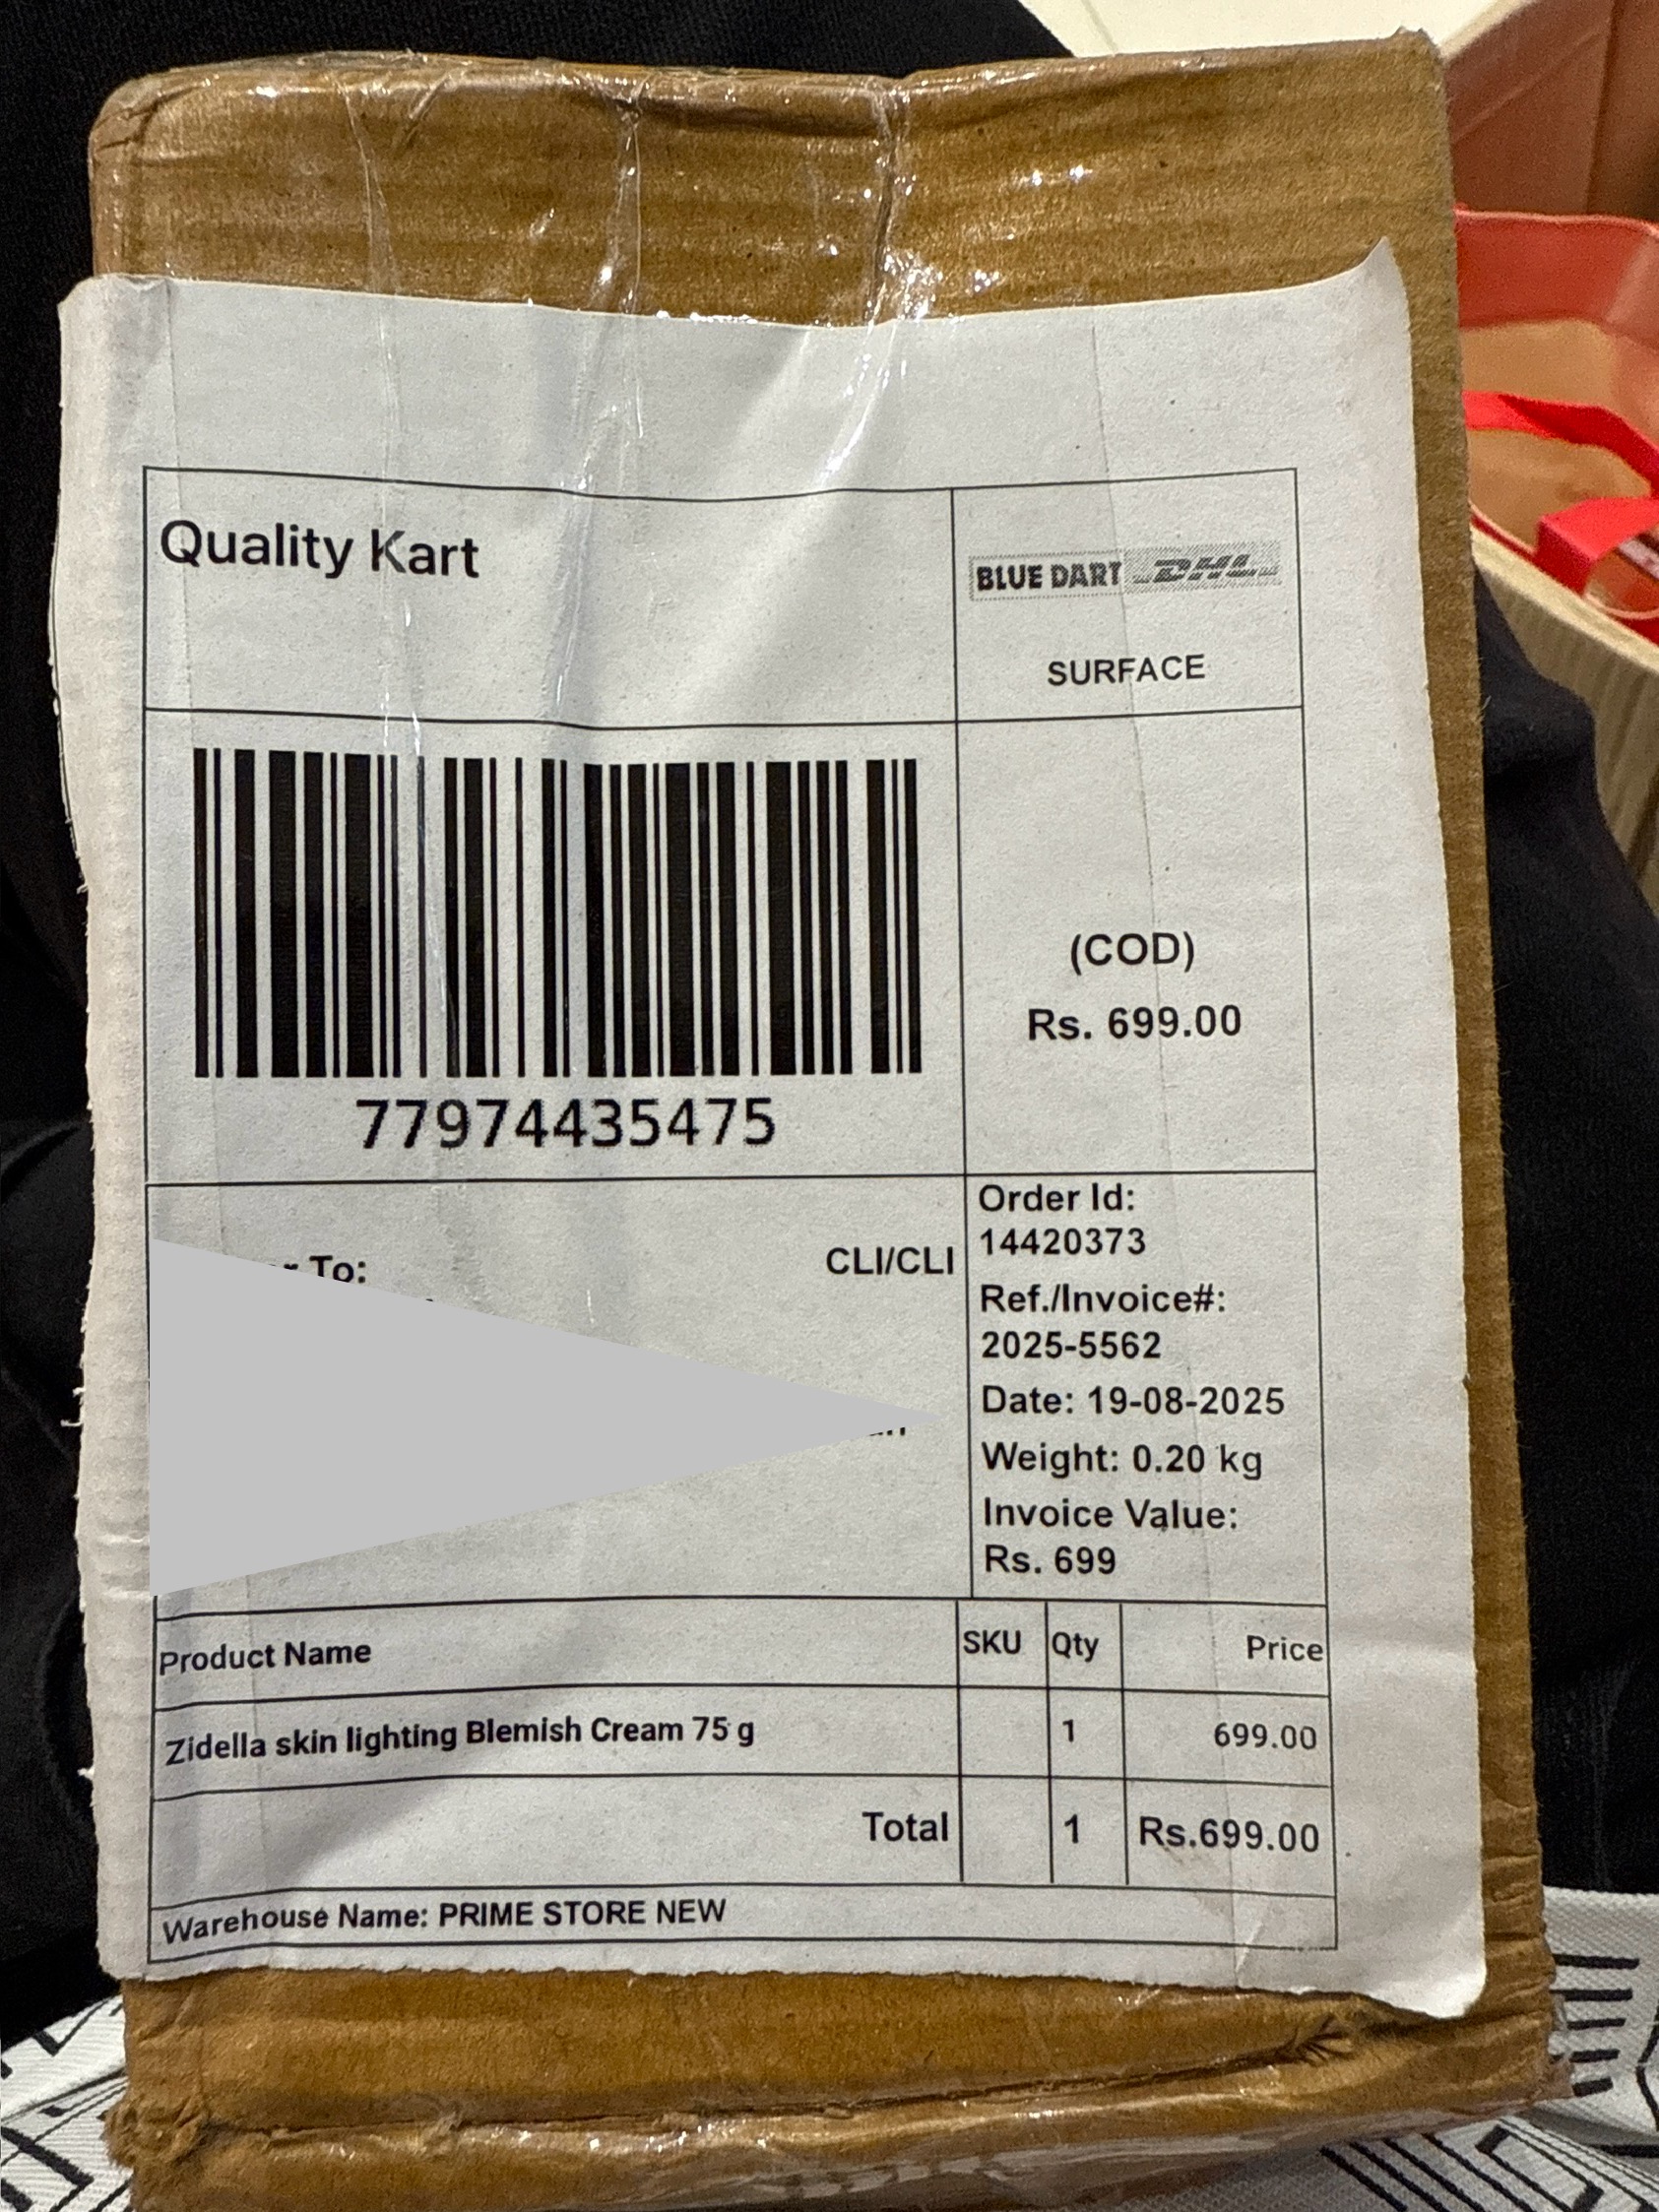 Quality Kart
BLUE DART DHL
SURFACE
(COD)
Rs. 699.00
77974435475
To:
CLI/CLI
Order Id:
14420373
Ref./Invoice#:
2025-5562
Date: 19-08-2025
Weight: 0.20 kg
Invoice Value:
Rs. 699
Product Name SKU Qty Price
Zidella skin lighting Blemish Cream 75 g 1 699.00
Total 1 Rs.699.00
Warehouse Name: PRIME STORE NEW